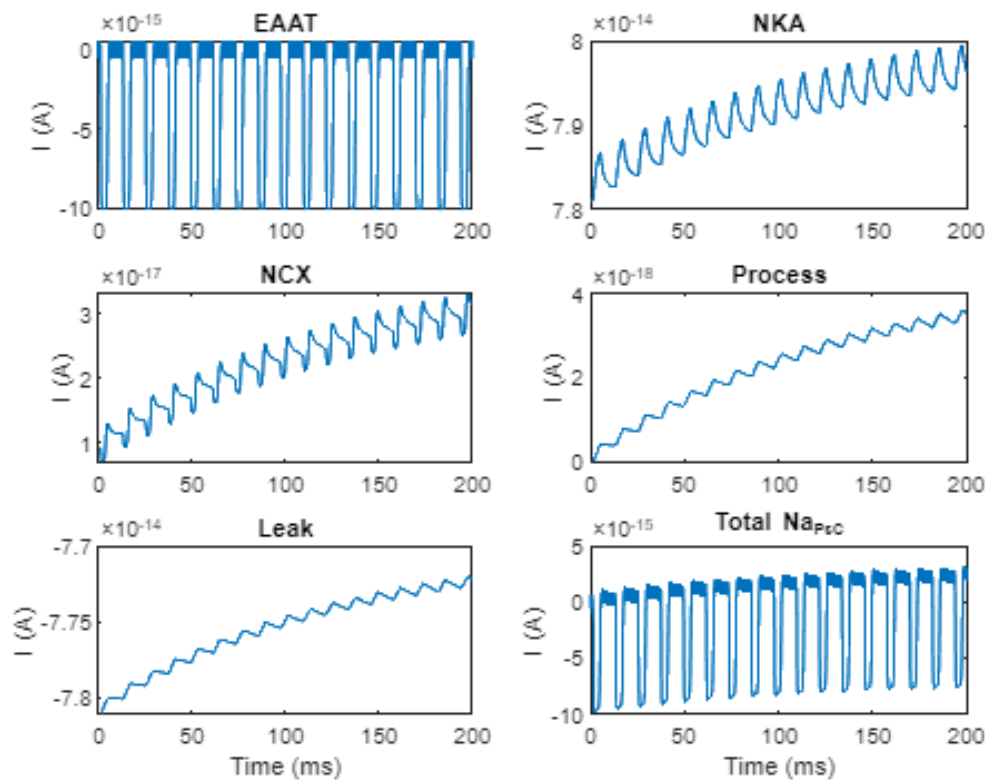 EAAT
×10-15
0
-5
-10
I (A)
0 50 100 150 200
NKA
×10-14
8
7.9
7.8
I (A)
0 50 100 150 200
NCX
×10-17
3
2
1
I (A)
0 50 100 150 200
Process
×10-18
4
2
0
I (A)
0 50 100 150 200
Leak
×10-14
-7.7
-7.75
-7.8
I (A)
0 50 100 150 200
Time (ms)
Total NaPsC
×10-15
5
0
-5
-10
I (A)
0 50 100 150 200
Time (ms)